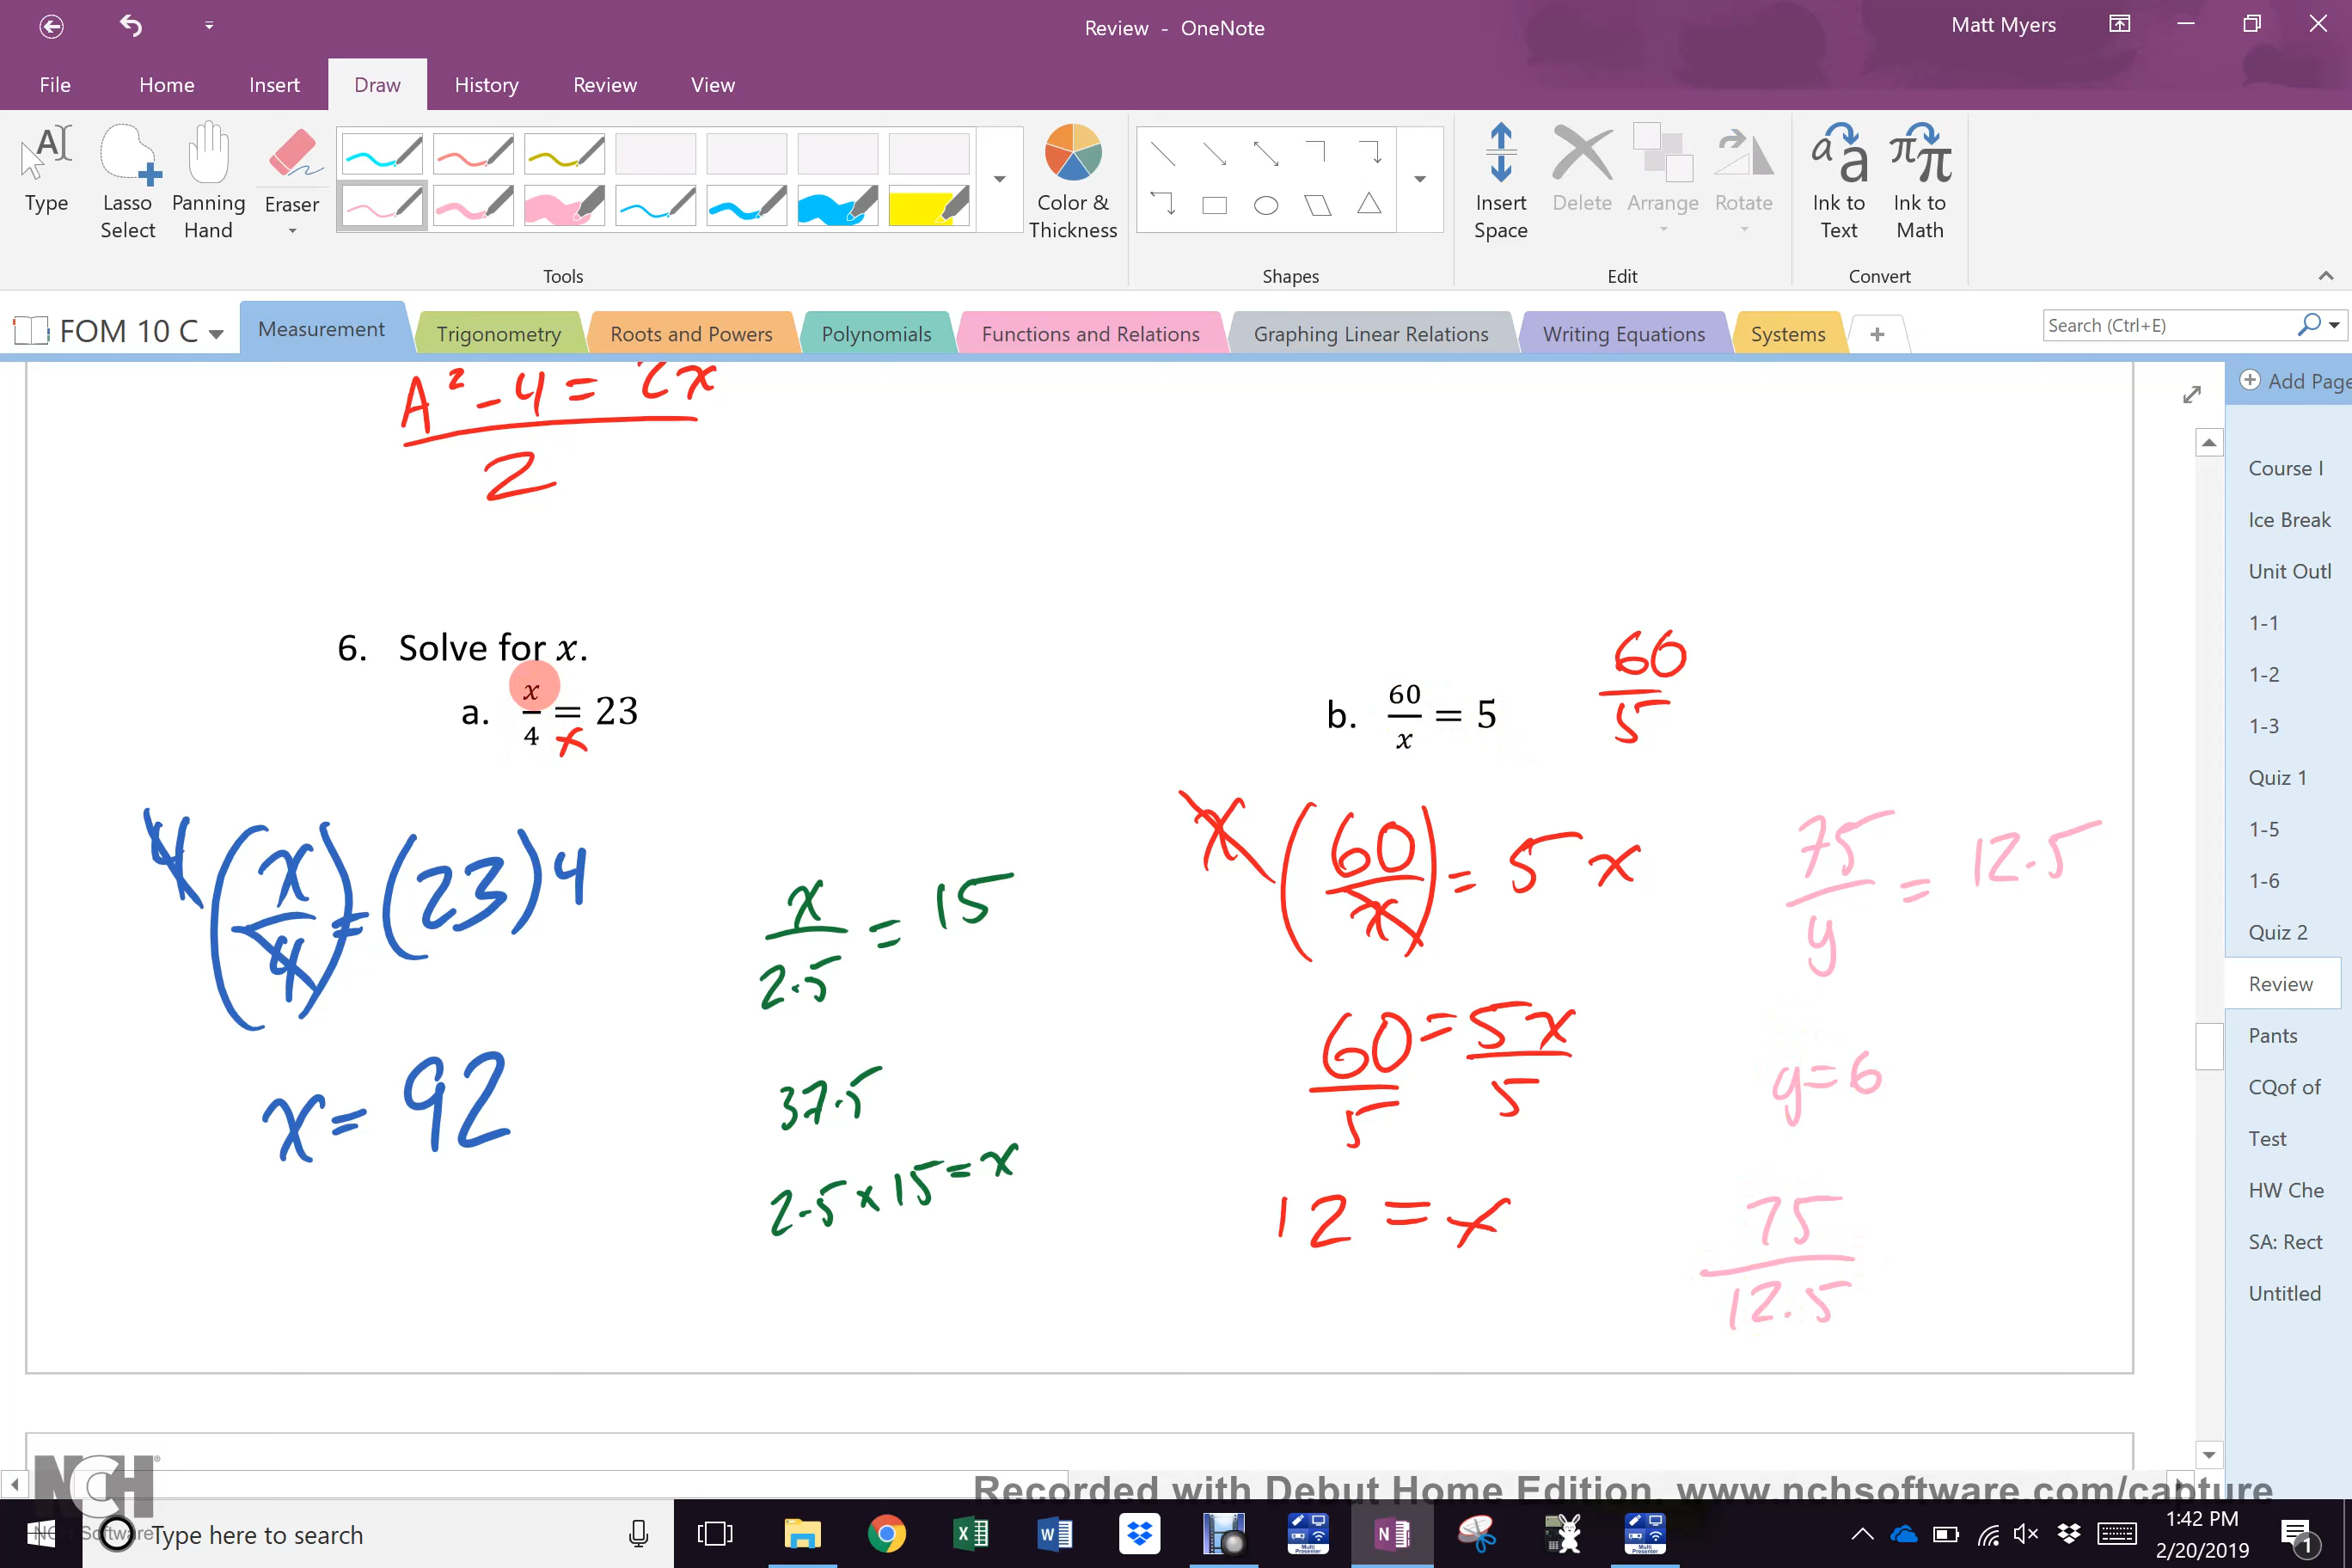 Review - OneNote
Matt Myers
File Home Insert Draw History Review View
Type
Lasso Select
Panning Hand
Eraser
Color & Thickness
Insert Space
Delete
Arrange
Rotate
Ink to Text
Ink to Math
Tools
Shapes
Edit
Convert
FOM 10 C
Measurement
Trigonometry
Roots and Powers
Polynomials
Functions and Relations
Graphing Linear Relations
Writing Equations
Systems
+
Search (Ctrl+E)
Add Page
Course I
Ice Break
Unit Outl
1-1
1-2
1-3
Quiz 1
1-5
1-6
Quiz 2
Review
Pants
CQof of
Test
HW Che
SA: Rect
Untitled
A² - 4 = 2x
2
6. Solve for x.
a. x/4 = 23
x
4(x/4) = (23)4
x = 92
x/2.5 = 15
37.5
2.5 x 15 = x
b. 60/x = 5
60/5
x(60/x) = 5x
60/5 = 5x/5
12 = x
75/y = 12.5
y = 6
75/12.5
NCH®
NCH Software
Recorded with Debut Home Edition. www.nchsoftware.com/capture
Type here to search
1:42 PM
2/20/2019
1